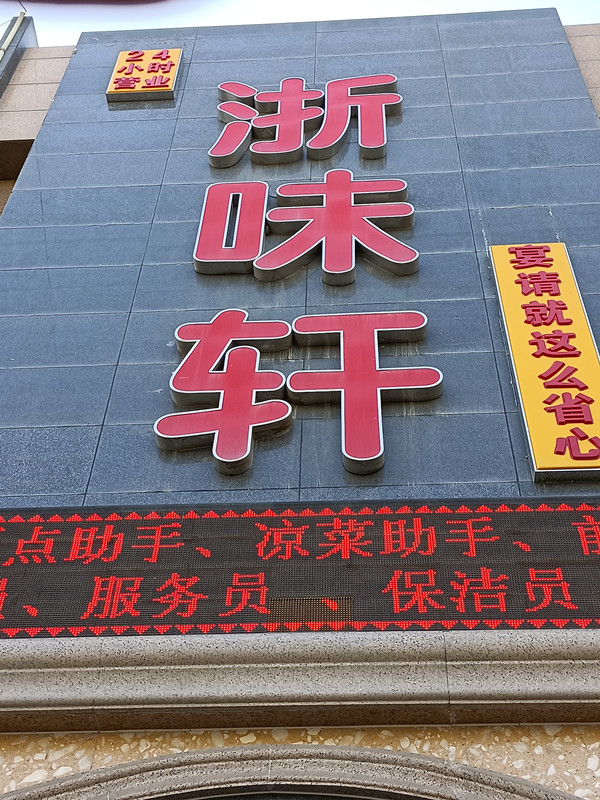 24
小时
营业
浙味轩
宴请就这么省心
点助手、凉菜助手、
、服务员、保洁员